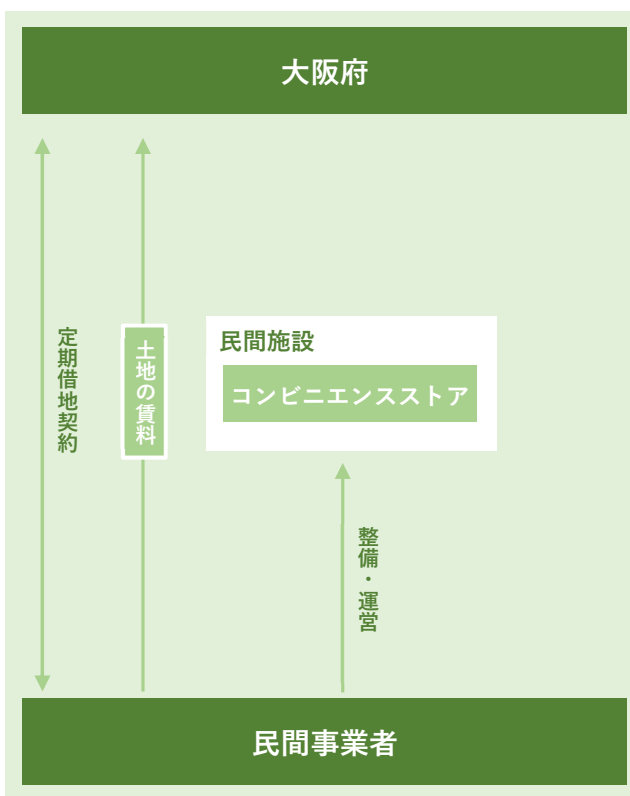 大阪府
定期借地契約
土地の賃料
民間施設
コンビニエンスストア
整備・運営
民間事業者